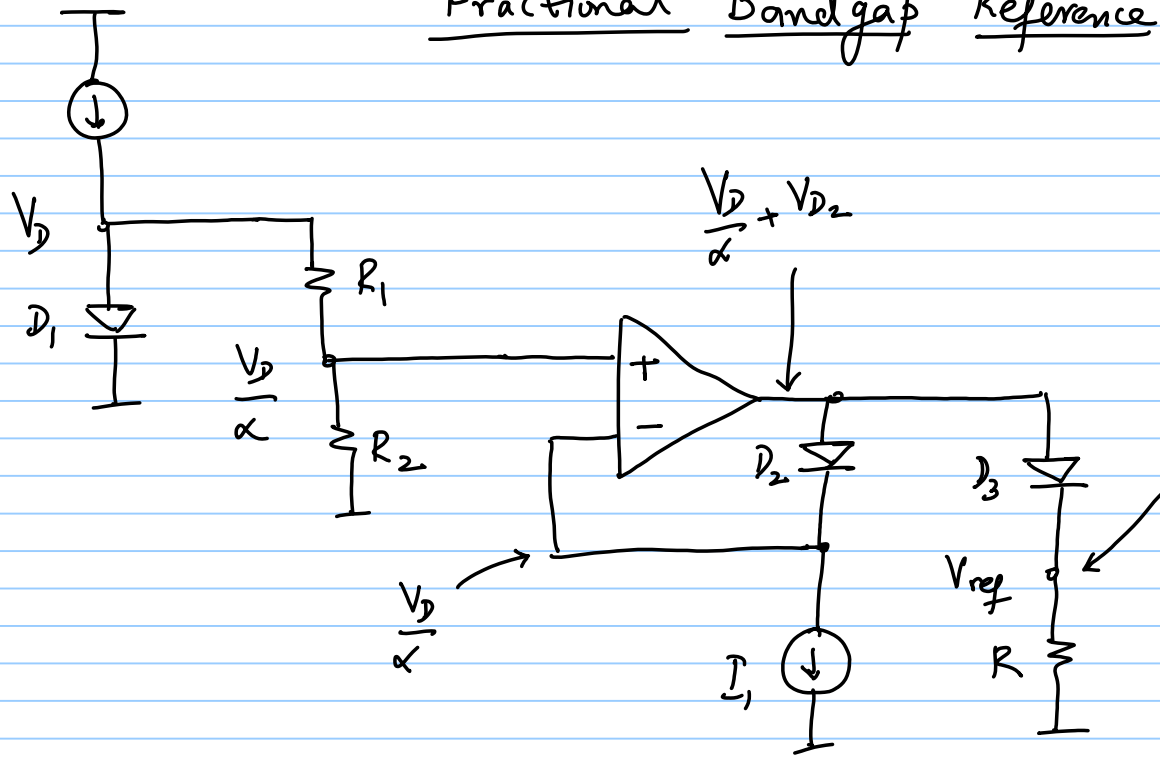 Fractional Bandgap Reference
V_D/α + V_D2
V_D
R_1
D_1
V_D/α
+
R_2
−
D_2
D_3
V_ref
V_D/α
I_1
R